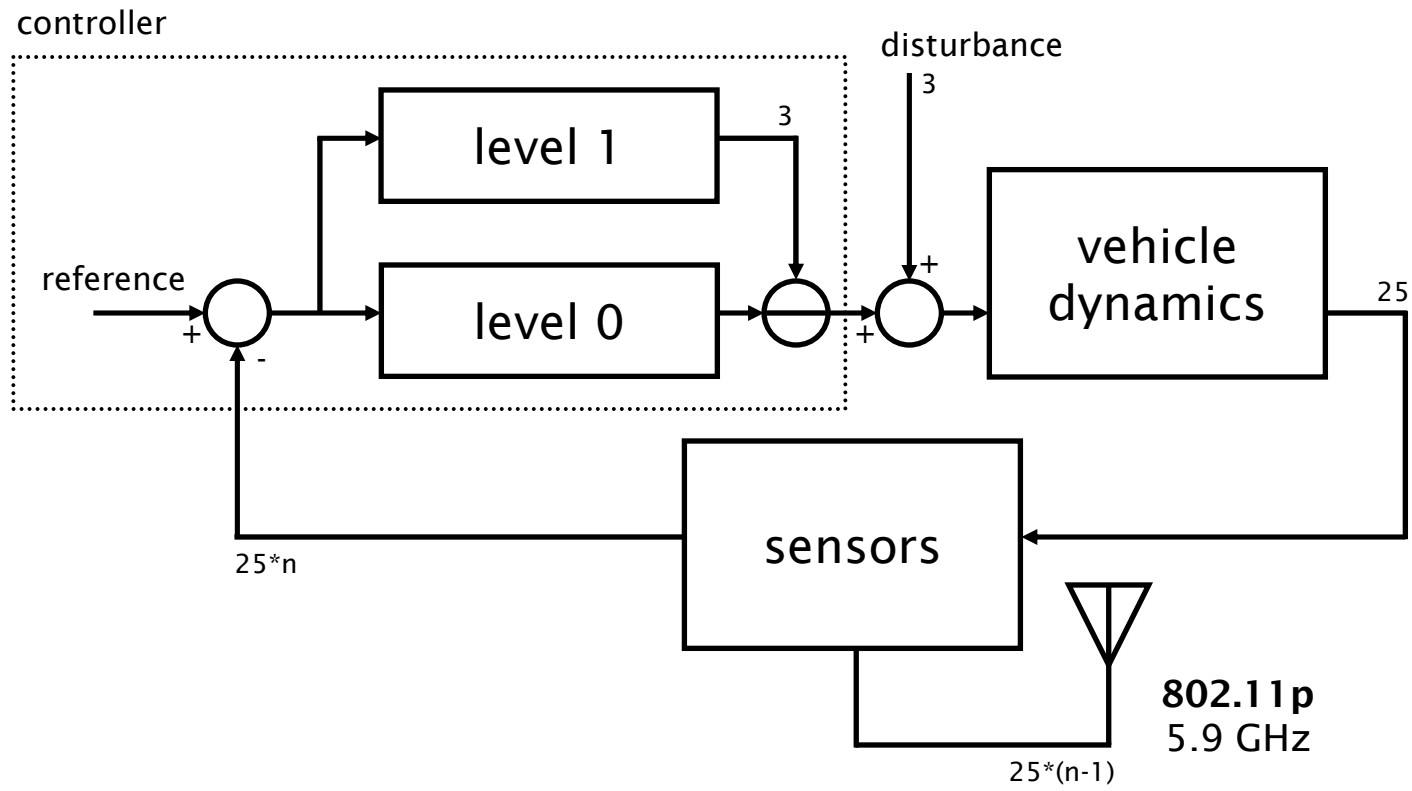 controller
disturbance
3
level 1
3
vehicle
dynamics
reference
+
-
level 0
+
+
25
sensors
25*n
802.11p
5.9 GHz
25*(n-1)